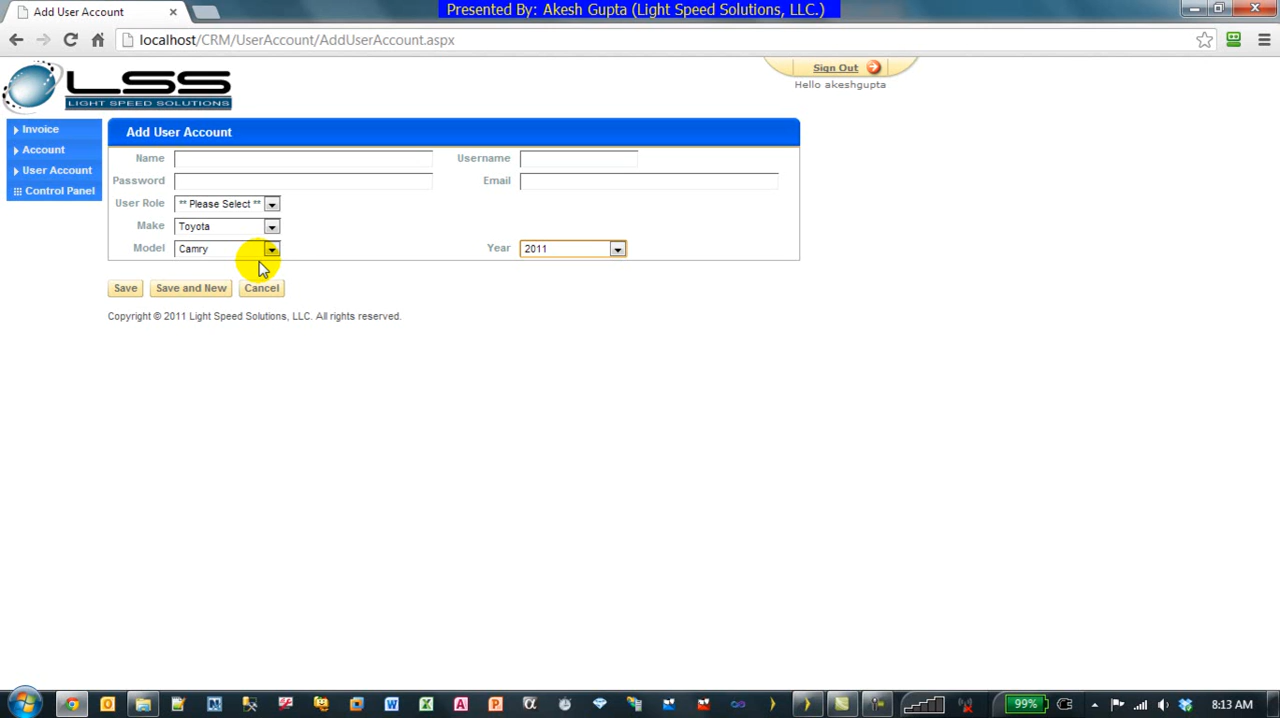 Add User Account
Presented By: Akesh Gupta (Light Speed Solutions, LLC.)
localhost/CRM/UserAccount/AddUserAccount.aspx
LSS
LIGHT SPEED SOLUTIONS
Sign Out
Hello akeshgupta
Invoice
Account
User Account
Control Panel
Add User Account
Name
Username
Password
Email
User Role ** Please Select **
Make Toyota
Model Camry
Year 2011
Save
Save and New
Cancel
Copyright © 2011 Light Speed Solutions, LLC. All rights reserved.
99%
8:13 AM